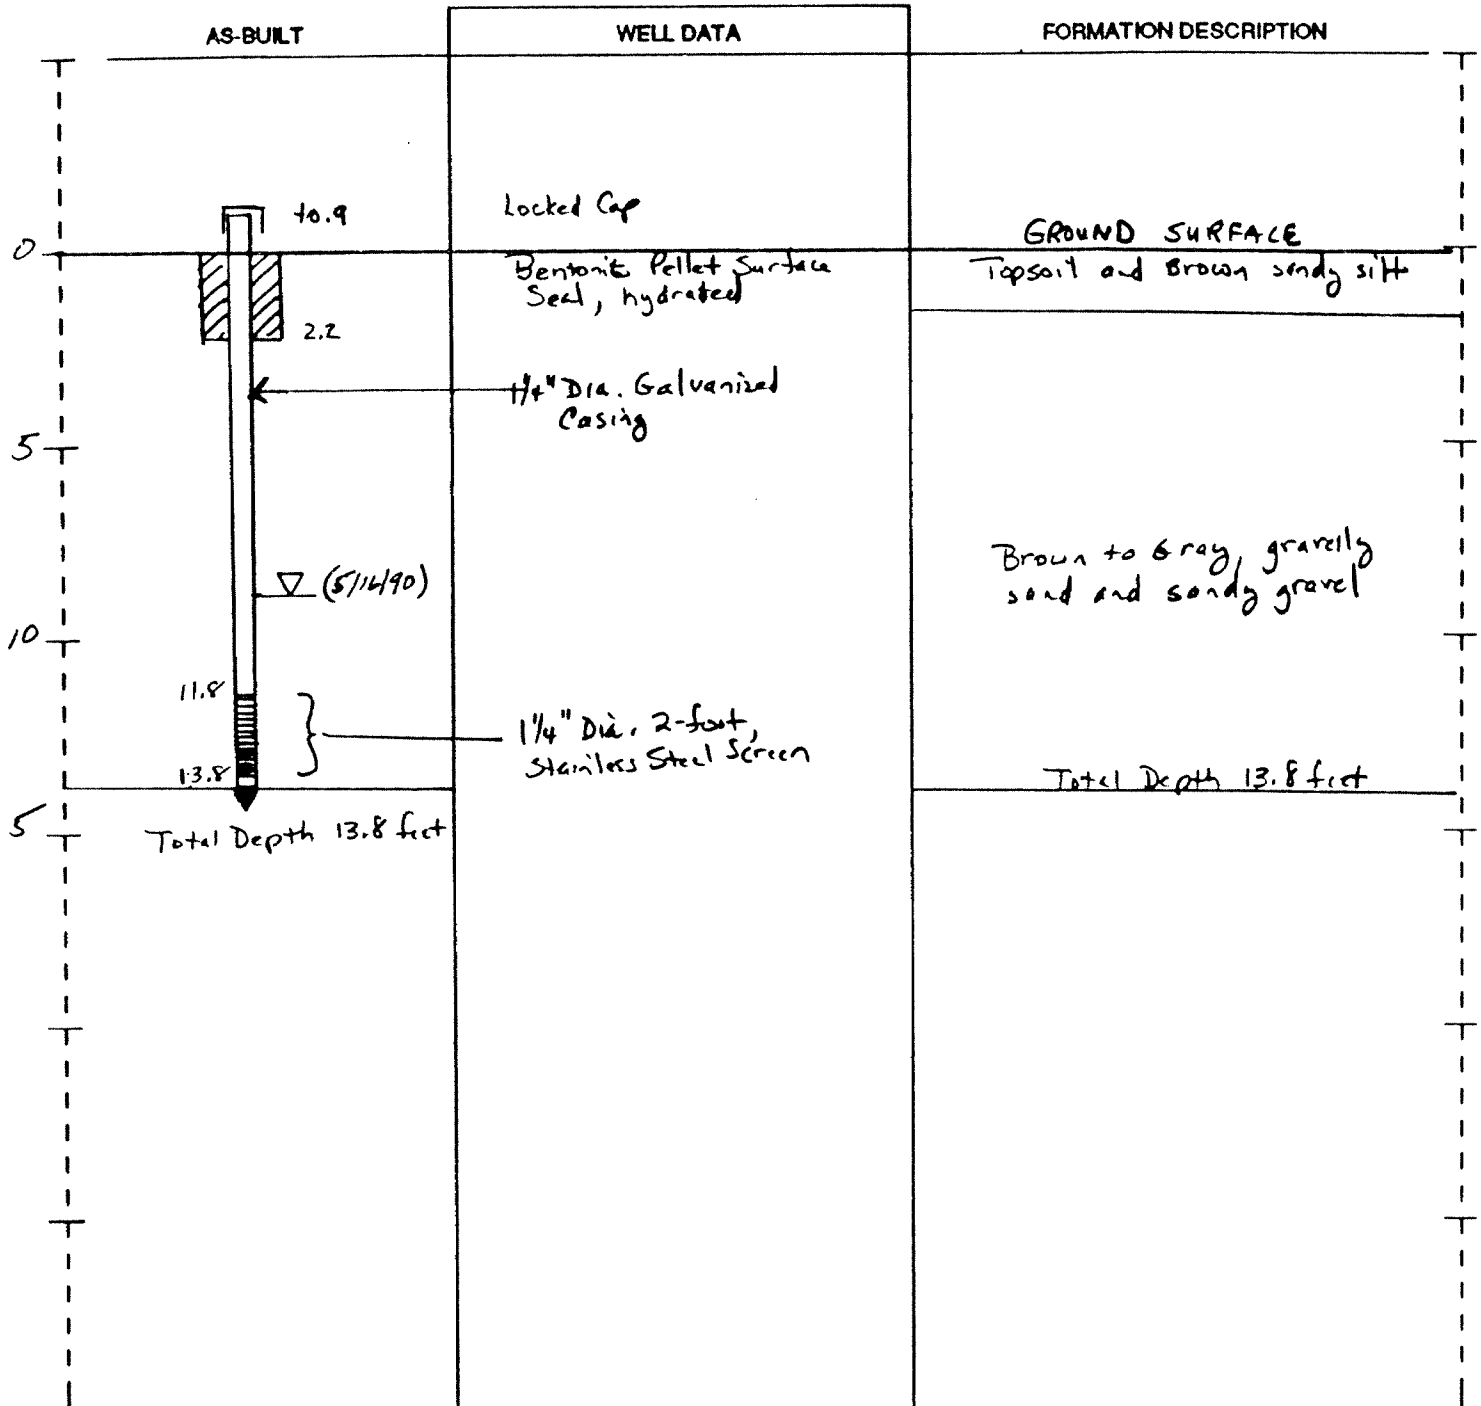 AS-BUILT
WELL DATA
FORMATION DESCRIPTION
+0.9
Locked Cap
0
GROUND SURFACE
Bentonite Pellet Surface
Seal, hydrated
Topsoil and Brown sandy silt
2.2
1 1/4" Dia. Galvanized
Casing
5
Brown to Gray, gravelly
sand and sandy gravel
(5/16/90)
10
11.8
1 1/4" Dia. 2-foot,
Stainless Steel Screen
13.8
Total Depth 13.8 feet
5
Total Depth 13.8 feet